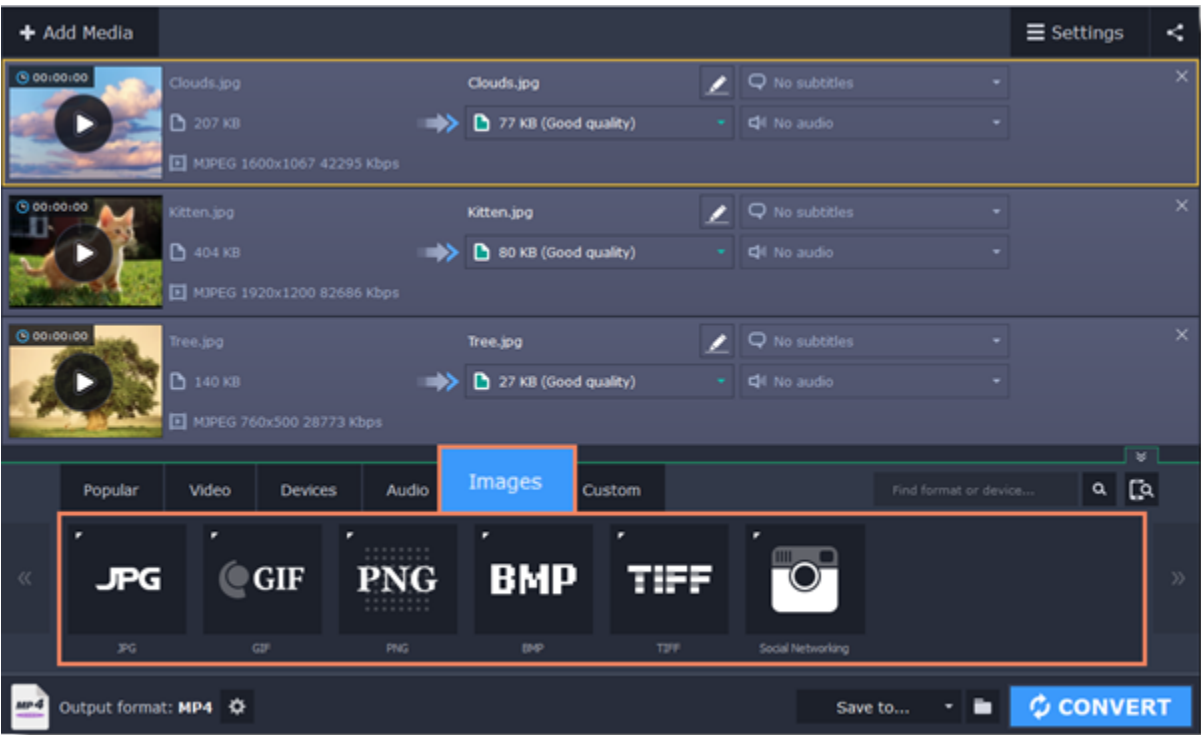 Add Media
Settings
00:00:00
Clouds.jpg
Clouds.jpg
No subtitles
207 KB
77 KB (Good quality)
No audio
MJPEG 1600x1067 42295 Kbps
00:00:00
Kitten.jpg
Kitten.jpg
No subtitles
404 KB
80 KB (Good quality)
No audio
MJPEG 1920x1200 82686 Kbps
00:00:00
Tree.jpg
Tree.jpg
No subtitles
140 KB
27 KB (Good quality)
No audio
MJPEG 760x500 28773 Kbps
Popular
Video
Devices
Audio
Images
Custom
Find format or device...
JPG
GIF
PNG
BMP
TIFF
JPG
GIF
PNG
BMP
TIFF
Social Networking
MP4
Output format: MP4
Save to...
CONVERT